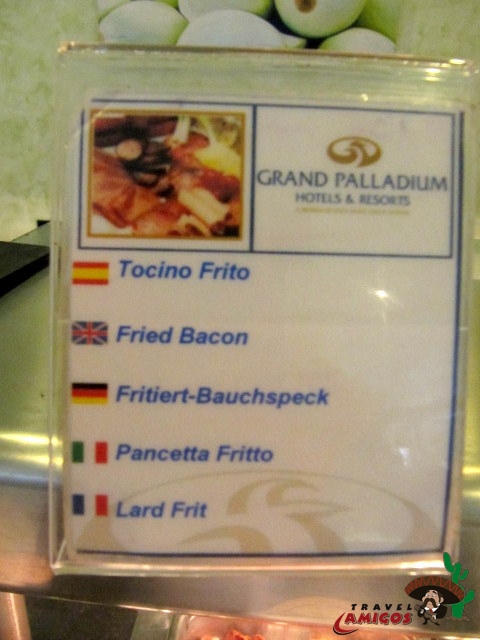 GRAND PALLADIUM
HOTELS & RESORTS
Tocino Frito
Fried Bacon
Fritiert-Bauchspeck
Pancetta Fritto
Lard Frit
TRAVEL
AMIGOS